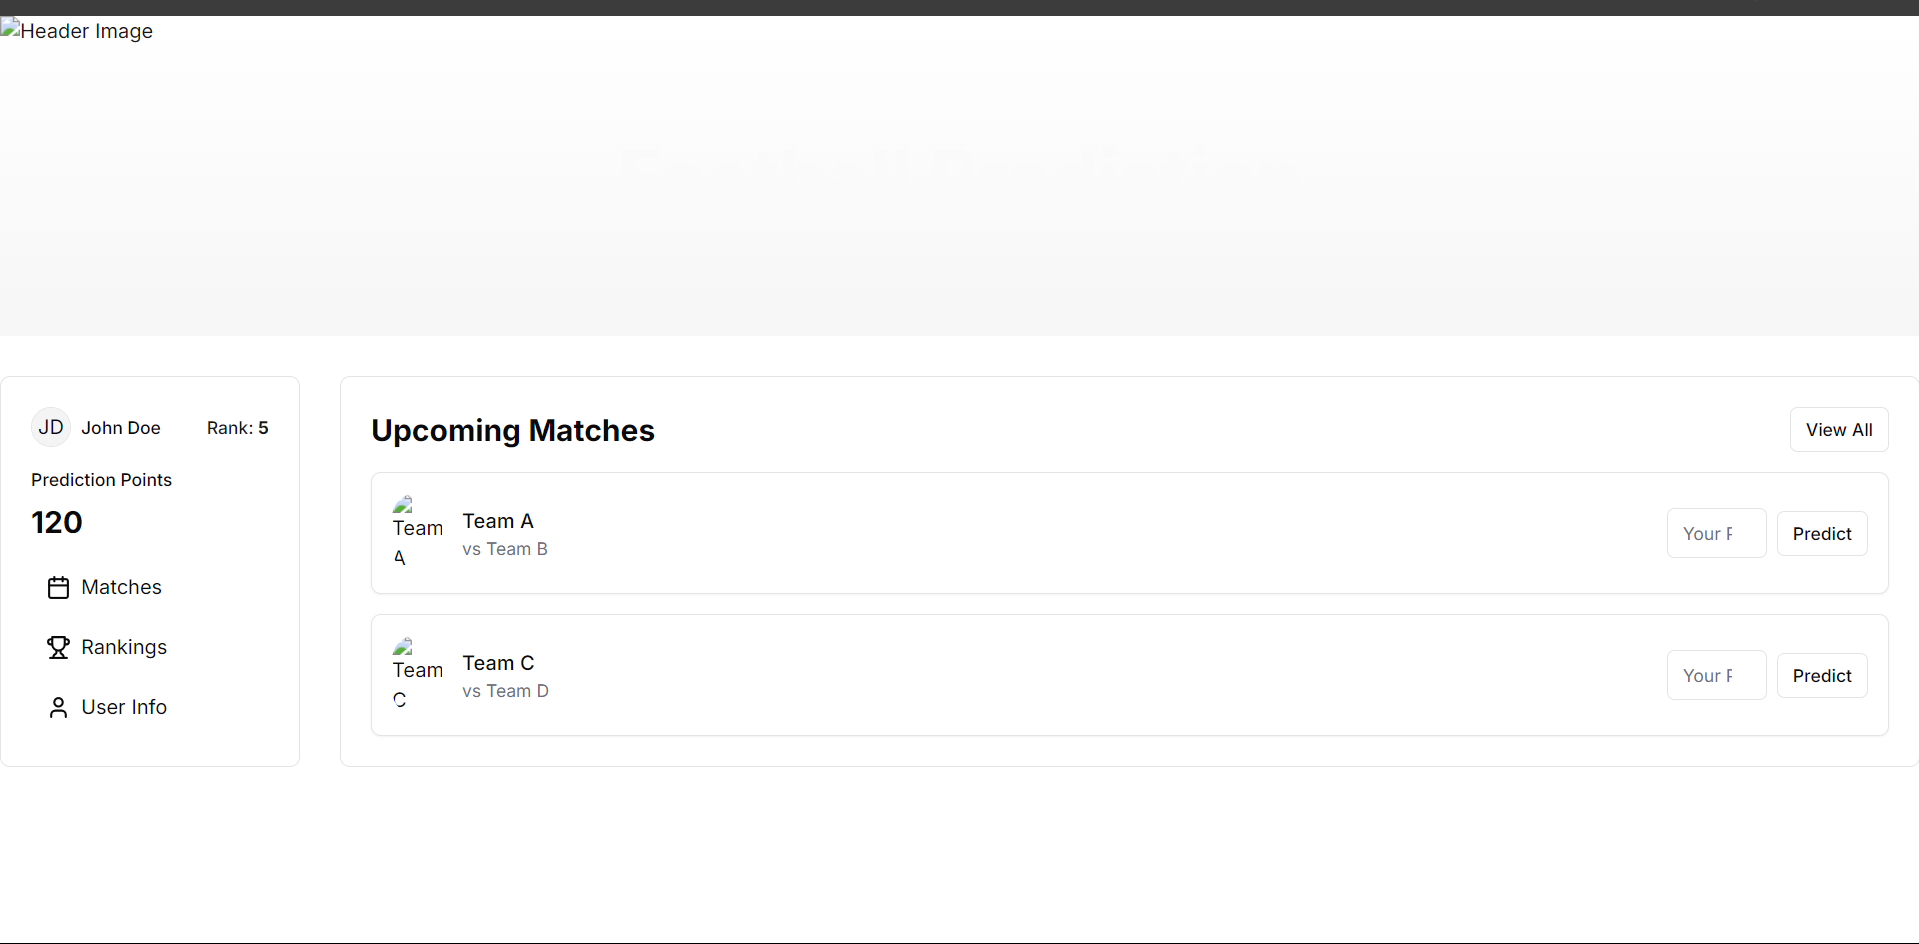 Header Image
JD John Doe Rank: 5
Prediction Points
120
Matches
Rankings
User Info
Upcoming Matches
View All
Team A
Team A
vs Team B
Predict
Team C
Team C
vs Team D
Predict
Your
Your